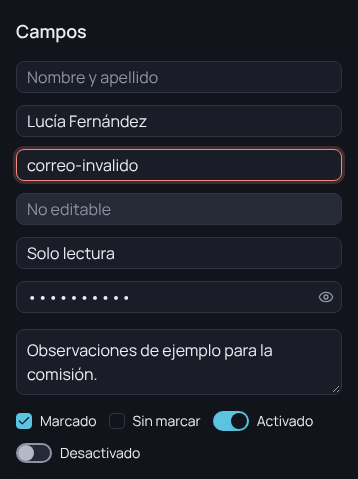 Campos
Nombre y apellido
Lucía Fernández
correo-invalido
No editable
Solo lectura
••••••••••
Observaciones de ejemplo para la
comisión.
Marcado Sin marcar Activado
Desactivado